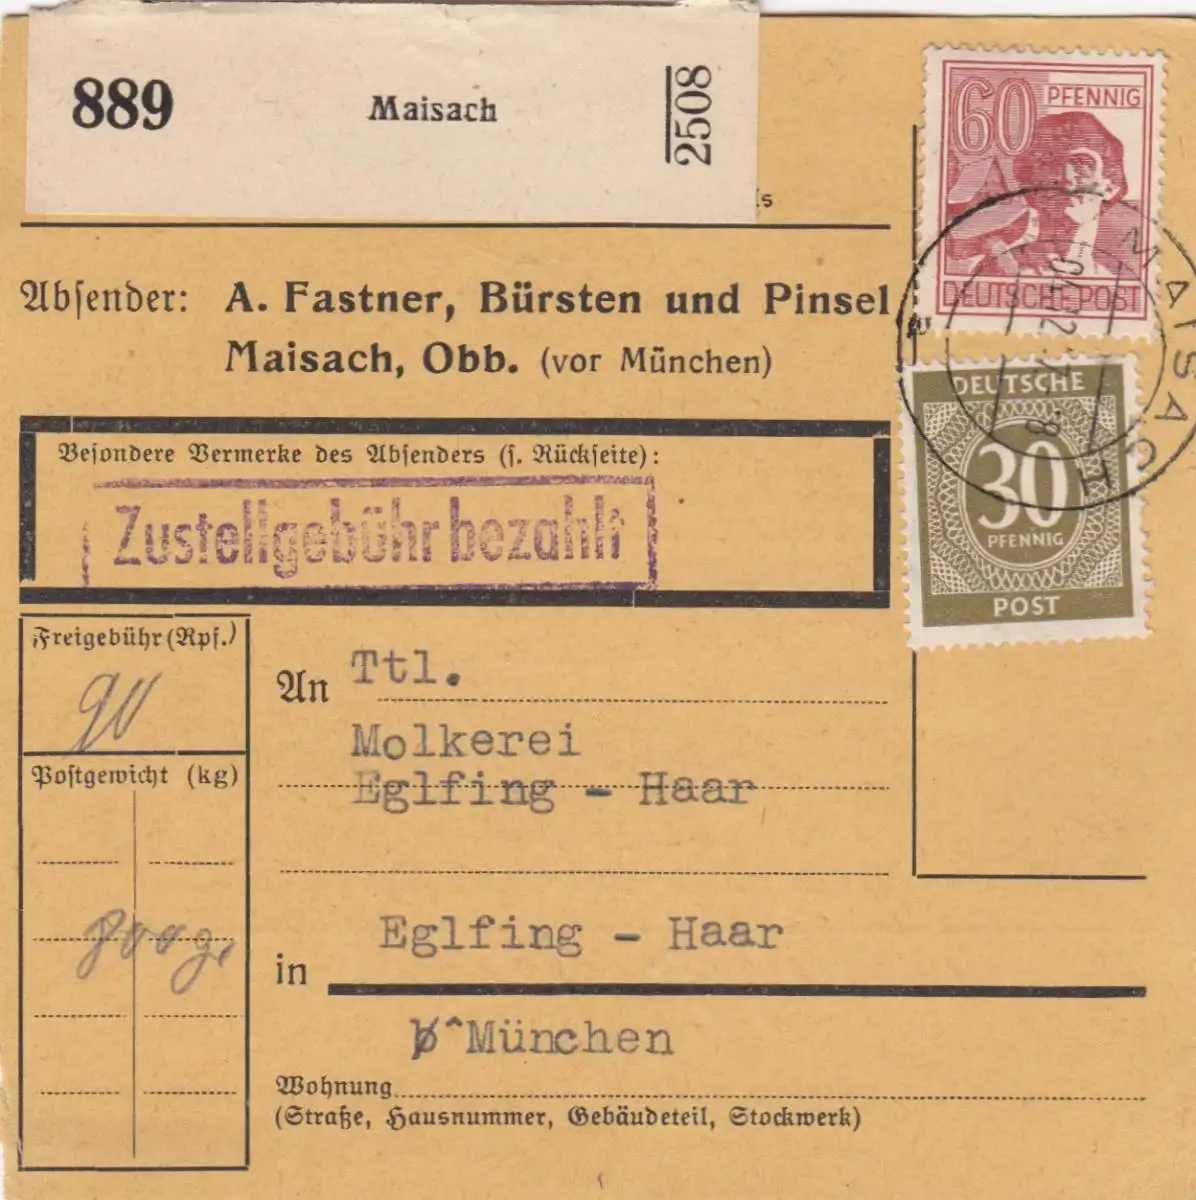 889 Maisach 2508
60 PFENNIG
DEUTSCHE POST
MAISACH
DEUTSCHE
30
PFENNIG
POST
Absender: A. Fastner, Bürsten und Pinsel
Maisach, Obb. (vor München)
Besondere Vermerke des Absenders (s. Rückseite):
Zustellgebühr bezahlt
Freigebühr (Rpf.)
90
Postgewicht (kg)
An Ttl.
Molkerei
Eglfing - Haar
Eglfing - Haar
in
b/^München
Wohnung
(Straße, Hausnummer, Gebäudeteil, Stockwerk)